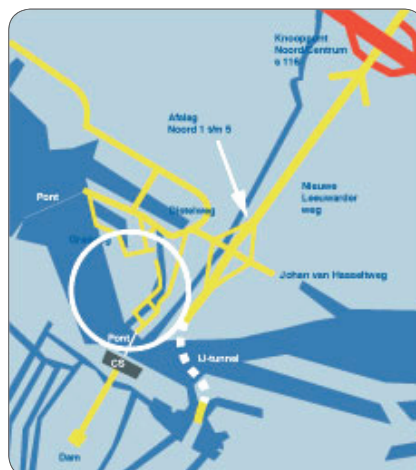 Knooppunt
Noord/Centrum
s 116
Afslag
Noord 1 t/m 5
Pont
Distelweg
Nieuwe
Leeuwarder
weg
Johan van Hasseltweg
Pont
CS
IJ-tunnel
Dam